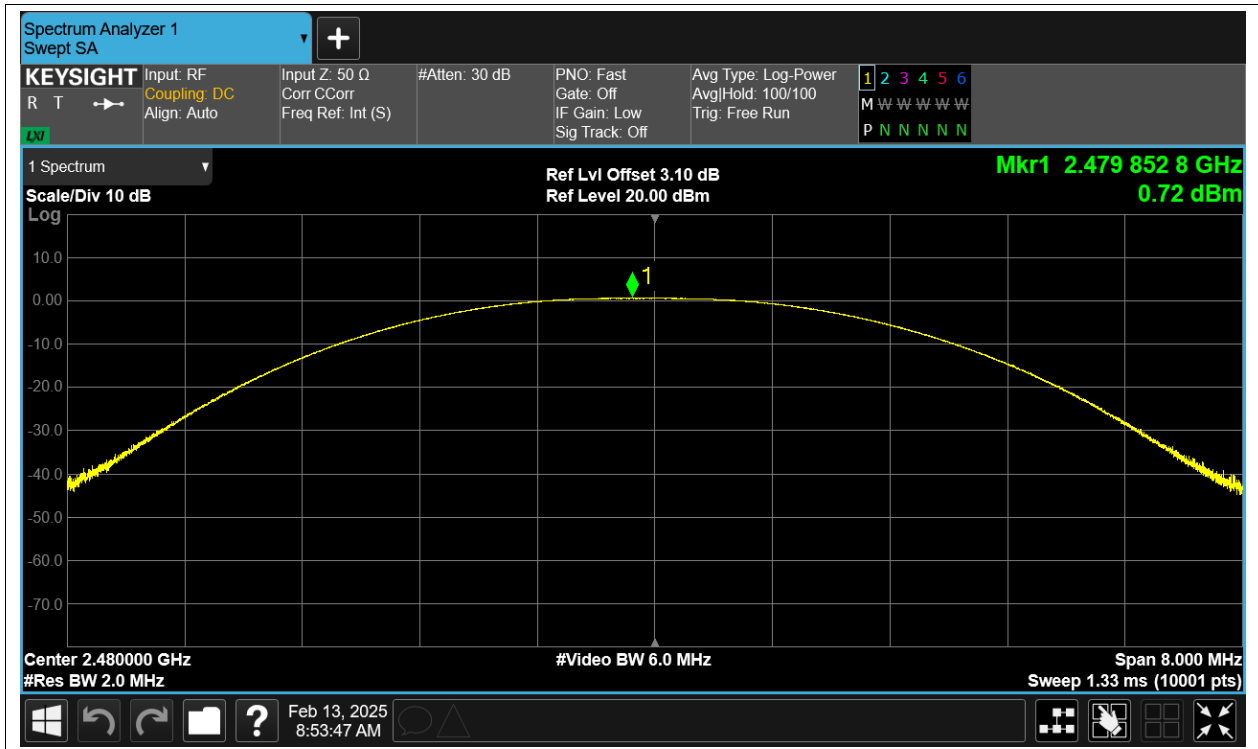 Spectrum Analyzer 1
Swept SA
KEYSIGHT
R T
LXI
Input: RF
Coupling: DC
Align: Auto
Input Z: 50 Ω
Corr CCorr
Freq Ref: Int (S)
#Atten: 30 dB
PNO: Fast
Gate: Off
IF Gain: Low
Sig Track: Off
Avg Type: Log-Power
Avg|Hold: 100/100
Trig: Free Run
1 2 3 4 5 6
M W W W W W
P N N N N N
1 Spectrum
Scale/Div 10 dB
Ref Lvl Offset 3.10 dB
Ref Level 20.00 dBm
Mkr1 2.479 852 8 GHz
0.72 dBm
Log
10.0
0.00
-10.0
-20.0
-30.0
-40.0
-50.0
-60.0
-70.0
1
Center 2.480000 GHz
#Res BW 2.0 MHz
#Video BW 6.0 MHz
Span 8.000 MHz
Sweep 1.33 ms (10001 pts)
?
Feb 13, 2025
8:53:47 AM